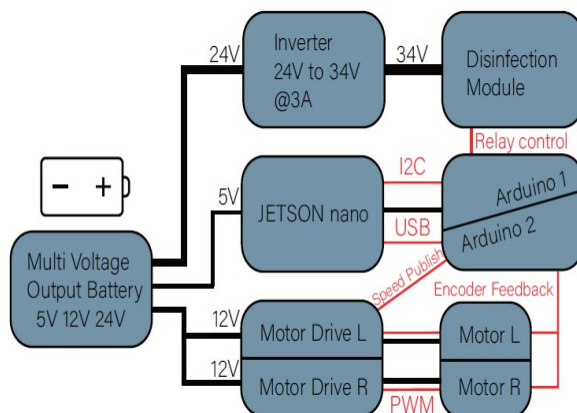 24V
Inverter
24V to 34V
@3A
34V
Disinfection
Module
Relay control
- +
5V
JETSON nano
I2C
USB
Arduino 1
Arduino 2
Multi Voltage
Output Battery
5V 12V 24V
Speed Publish
Encoder Feedback
12V
Motor Drive L
Motor L
12V
Motor Drive R
PWM
Motor R